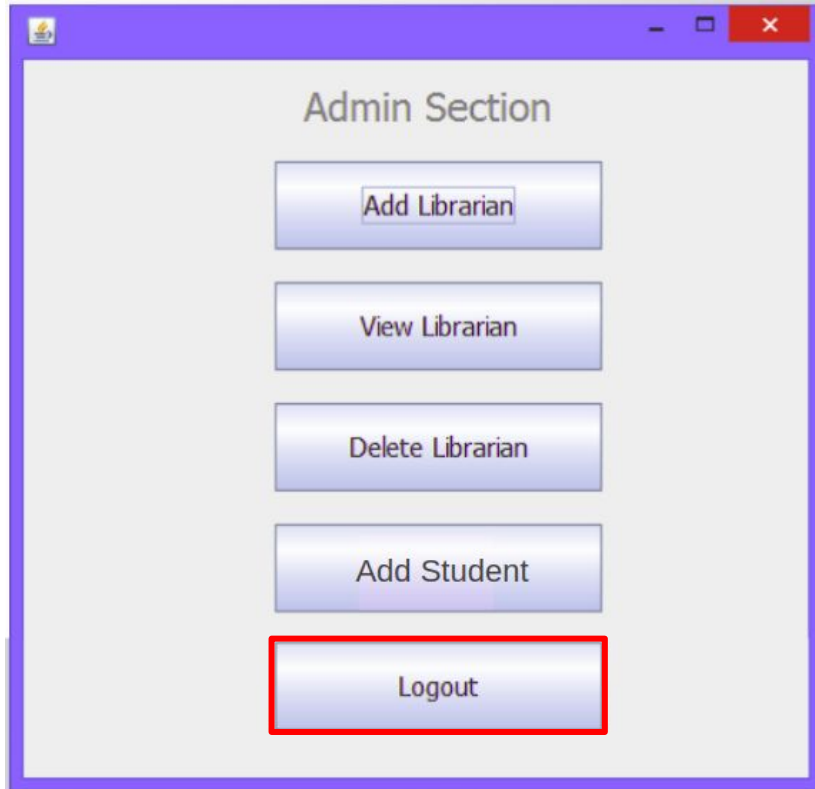 Admin Section
Add Librarian
View Librarian
Delete Librarian
Add Student
Logout